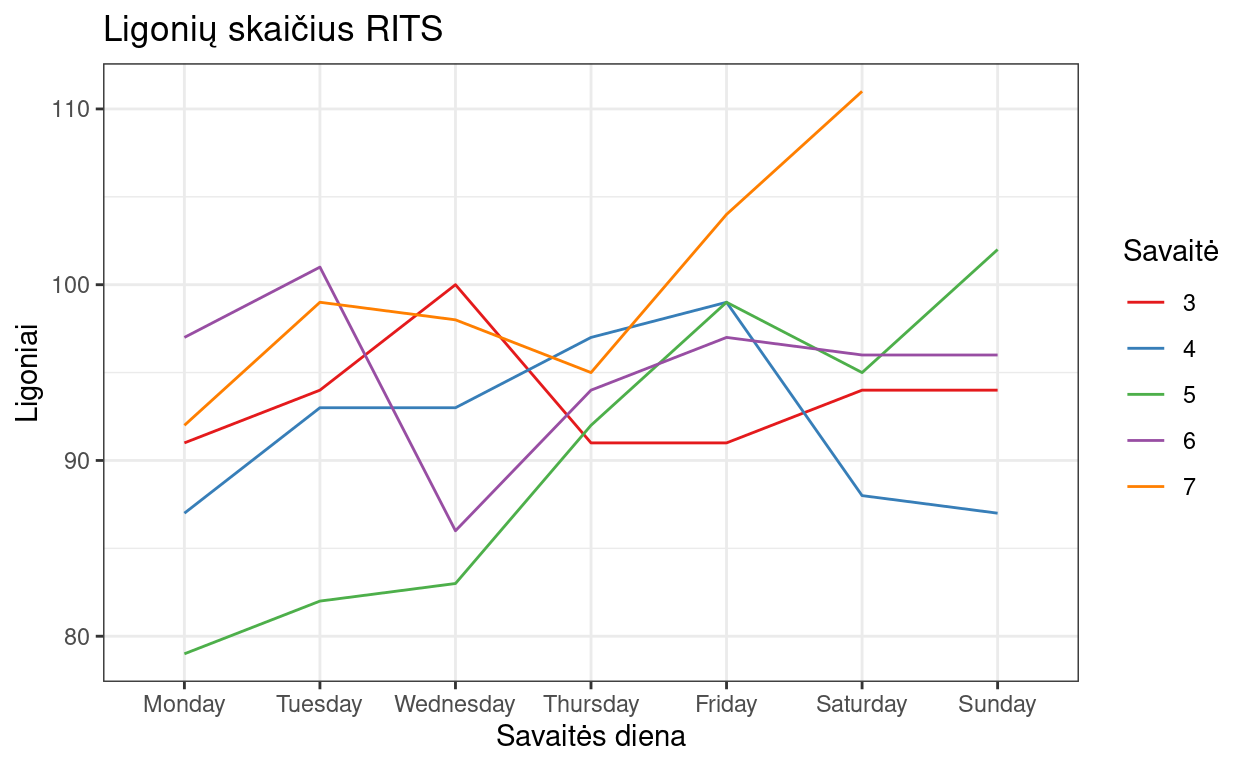 Ligonių skaičius RITS
Ligoniai
110
100
90
80
Monday Tuesday Wednesday Thursday Friday Saturday Sunday
Savaitės diena
Savaitė
3
4
5
6
7